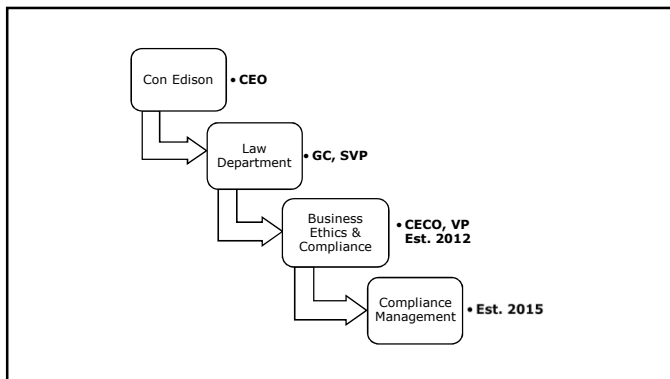 Con Edison
• CEO
Law
Department
• GC, SVP
Business
Ethics &
Compliance
• CECO, VP
Est. 2012
Compliance
Management
• Est. 2015